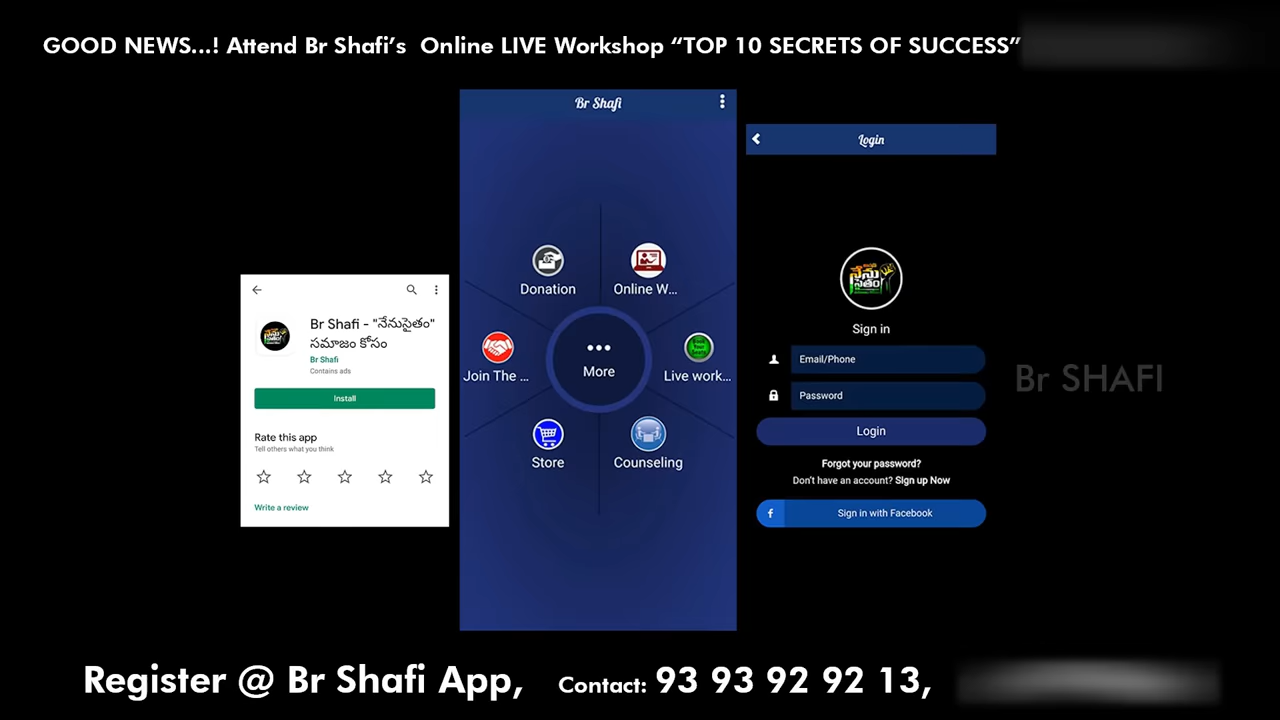 GOOD NEWS...! Attend Br Shafi's Online LIVE Workshop “TOP 10 SECRETS OF SUCCESS”
Br Shafi - "నేనుసైతం"
సమాజం కోసం
Br Shafi
Contains ads
Install
Rate this app
Tell others what you think
Write a review
Br Shafi
Donation
Online W...
Join The ...
More
Live work...
Store
Counseling
Login
నేను
సైతం
Sign in
Email/Phone
Password
Login
Forgot your password?
Don't have an account? Sign up Now
f
Sign in with Facebook
Br SHAFI
Register @ Br Shafi App, Contact: 93 93 92 92 13,